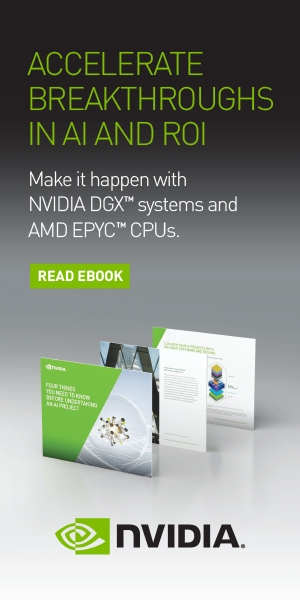 ACCELERATE
BREAKTHROUGHS
IN AI AND ROI
Make it happen with
NVIDIA DGX™ systems and
AMD EPYC™ CPUs.
READ EBOOK
NVIDIA
FOUR THINGS
YOU NEED TO KNOW
BEFORE UNDERTAKING
AN AI PROJECT
NVIDIA®